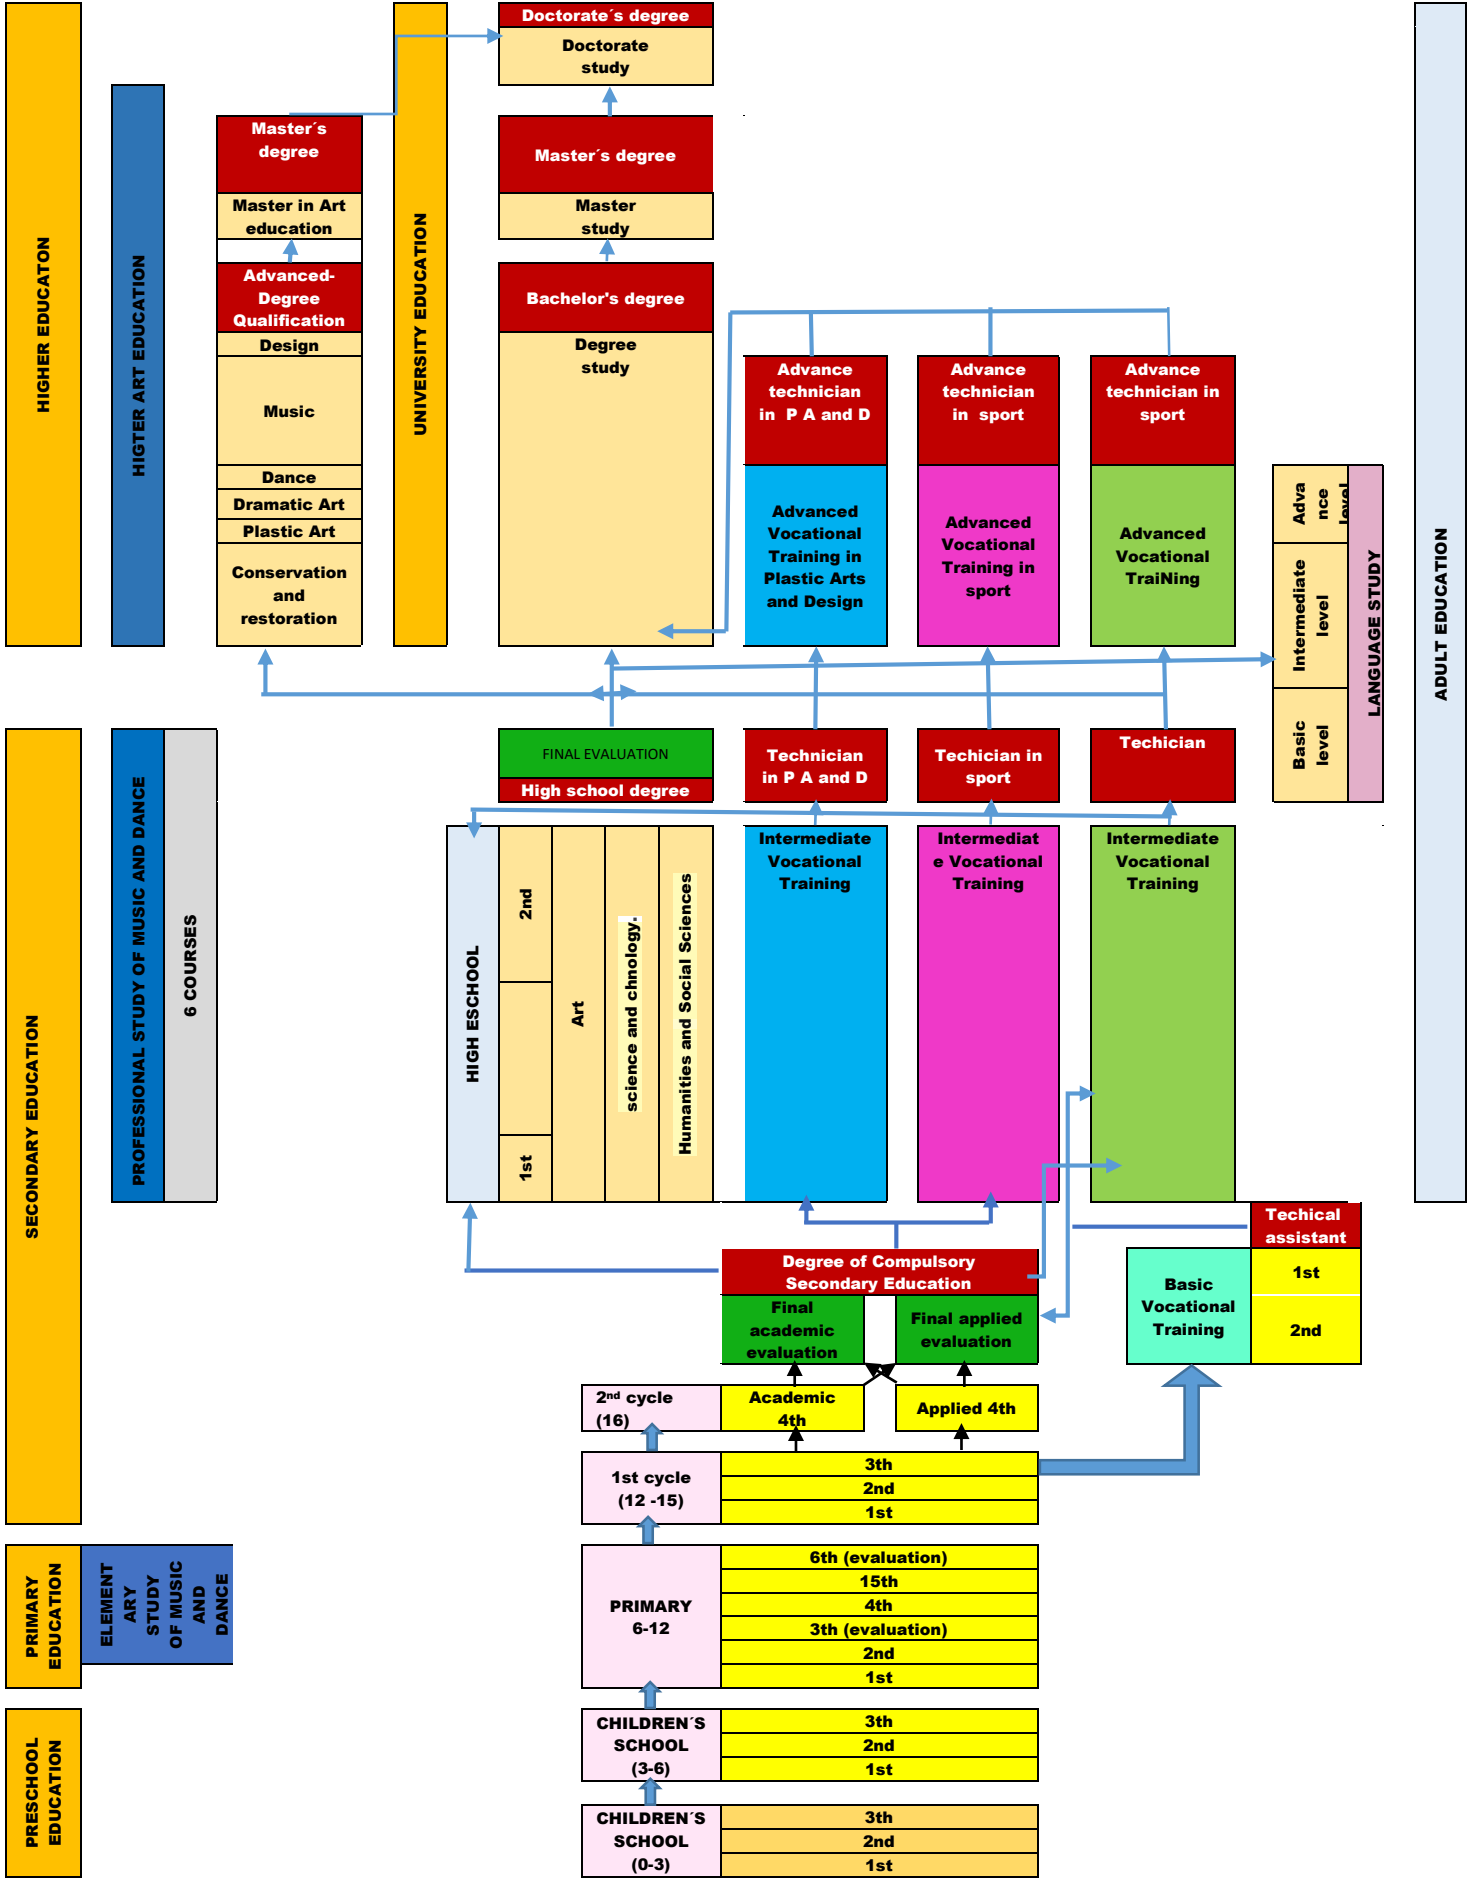 Doctorate´s degree
Doctorate
study
Master´s
degree
Master´s degree
Master in Art
education
Master
study
HIGHER EDUCATON
HIGTER ART EDUCATION
UNIVERSITY EDUCATION
Advanced-
Degree
Qualification
Bachelor's degree
Design
Degree
study
Music
Dance
Dramatic Art
Plastic Art
Conservation
and
restoration
Advance
technician
in P A and D
Advance
technician
in sport
Advance
technician in
sport
Advanced
Vocational
Training in
Plastic Arts
and Design
Advanced
Vocational
Training in
sport
Advanced
Vocational
TraiNing
Adva
nce
level
Intermediate
level
Basic
level
LANGUAGE STUDY
ADULT EDUCATION
SECONDARY EDUCATION
PROFESSIONAL STUDY OF MUSIC AND DANCE
6 COURSES
FINAL EVALUATION
High school degree
Technician
in P A and D
Techician in
sport
Techician
HIGH ESCHOOL
2nd
1st
Art
science and chnology.
Humanities and Social Sciences
Intermediate
Vocational
Training
Intermediat
e Vocational
Training
Intermediate
Vocational
Training
Techical
assistant
Degree of Compulsory
Secondary Education
Basic
Vocational
Training
1st
2nd
Final
academic
evaluation
Final applied
evaluation
2nd cycle
(16)
Academic
4th
Applied 4th
1st cycle
(12 -15)
3th
2nd
1st
PRIMARY
EDUCATION
ELEMENT
ARY
STUDY
OF MUSIC
AND
DANCE
PRIMARY
6-12
6th (evaluation)
15th
4th
3th (evaluation)
2nd
1st
PRESCHOOL
EDUCATION
CHILDREN´S
SCHOOL
(3-6)
3th
2nd
1st
CHILDREN´S
SCHOOL
(0-3)
3th
2nd
1st